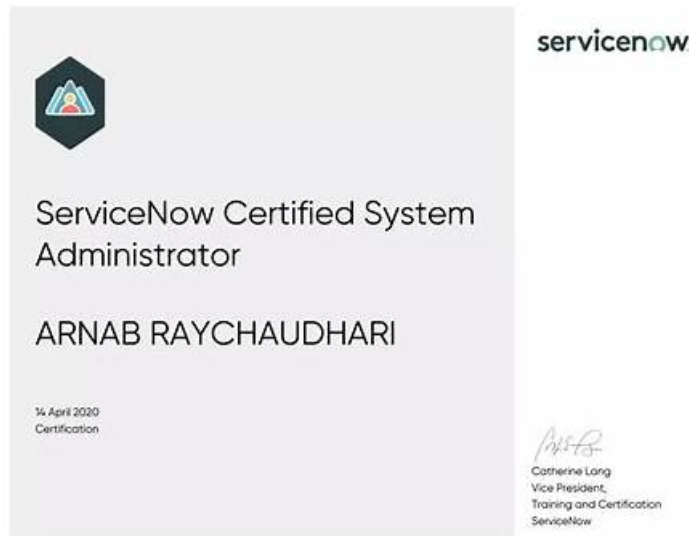 servicenow
ServiceNow Certified System
Administrator
ARNAB RAYCHAUDHARI
14 April 2020
Certification
Catherine Lang
Vice President,
Training and Certification
ServiceNow